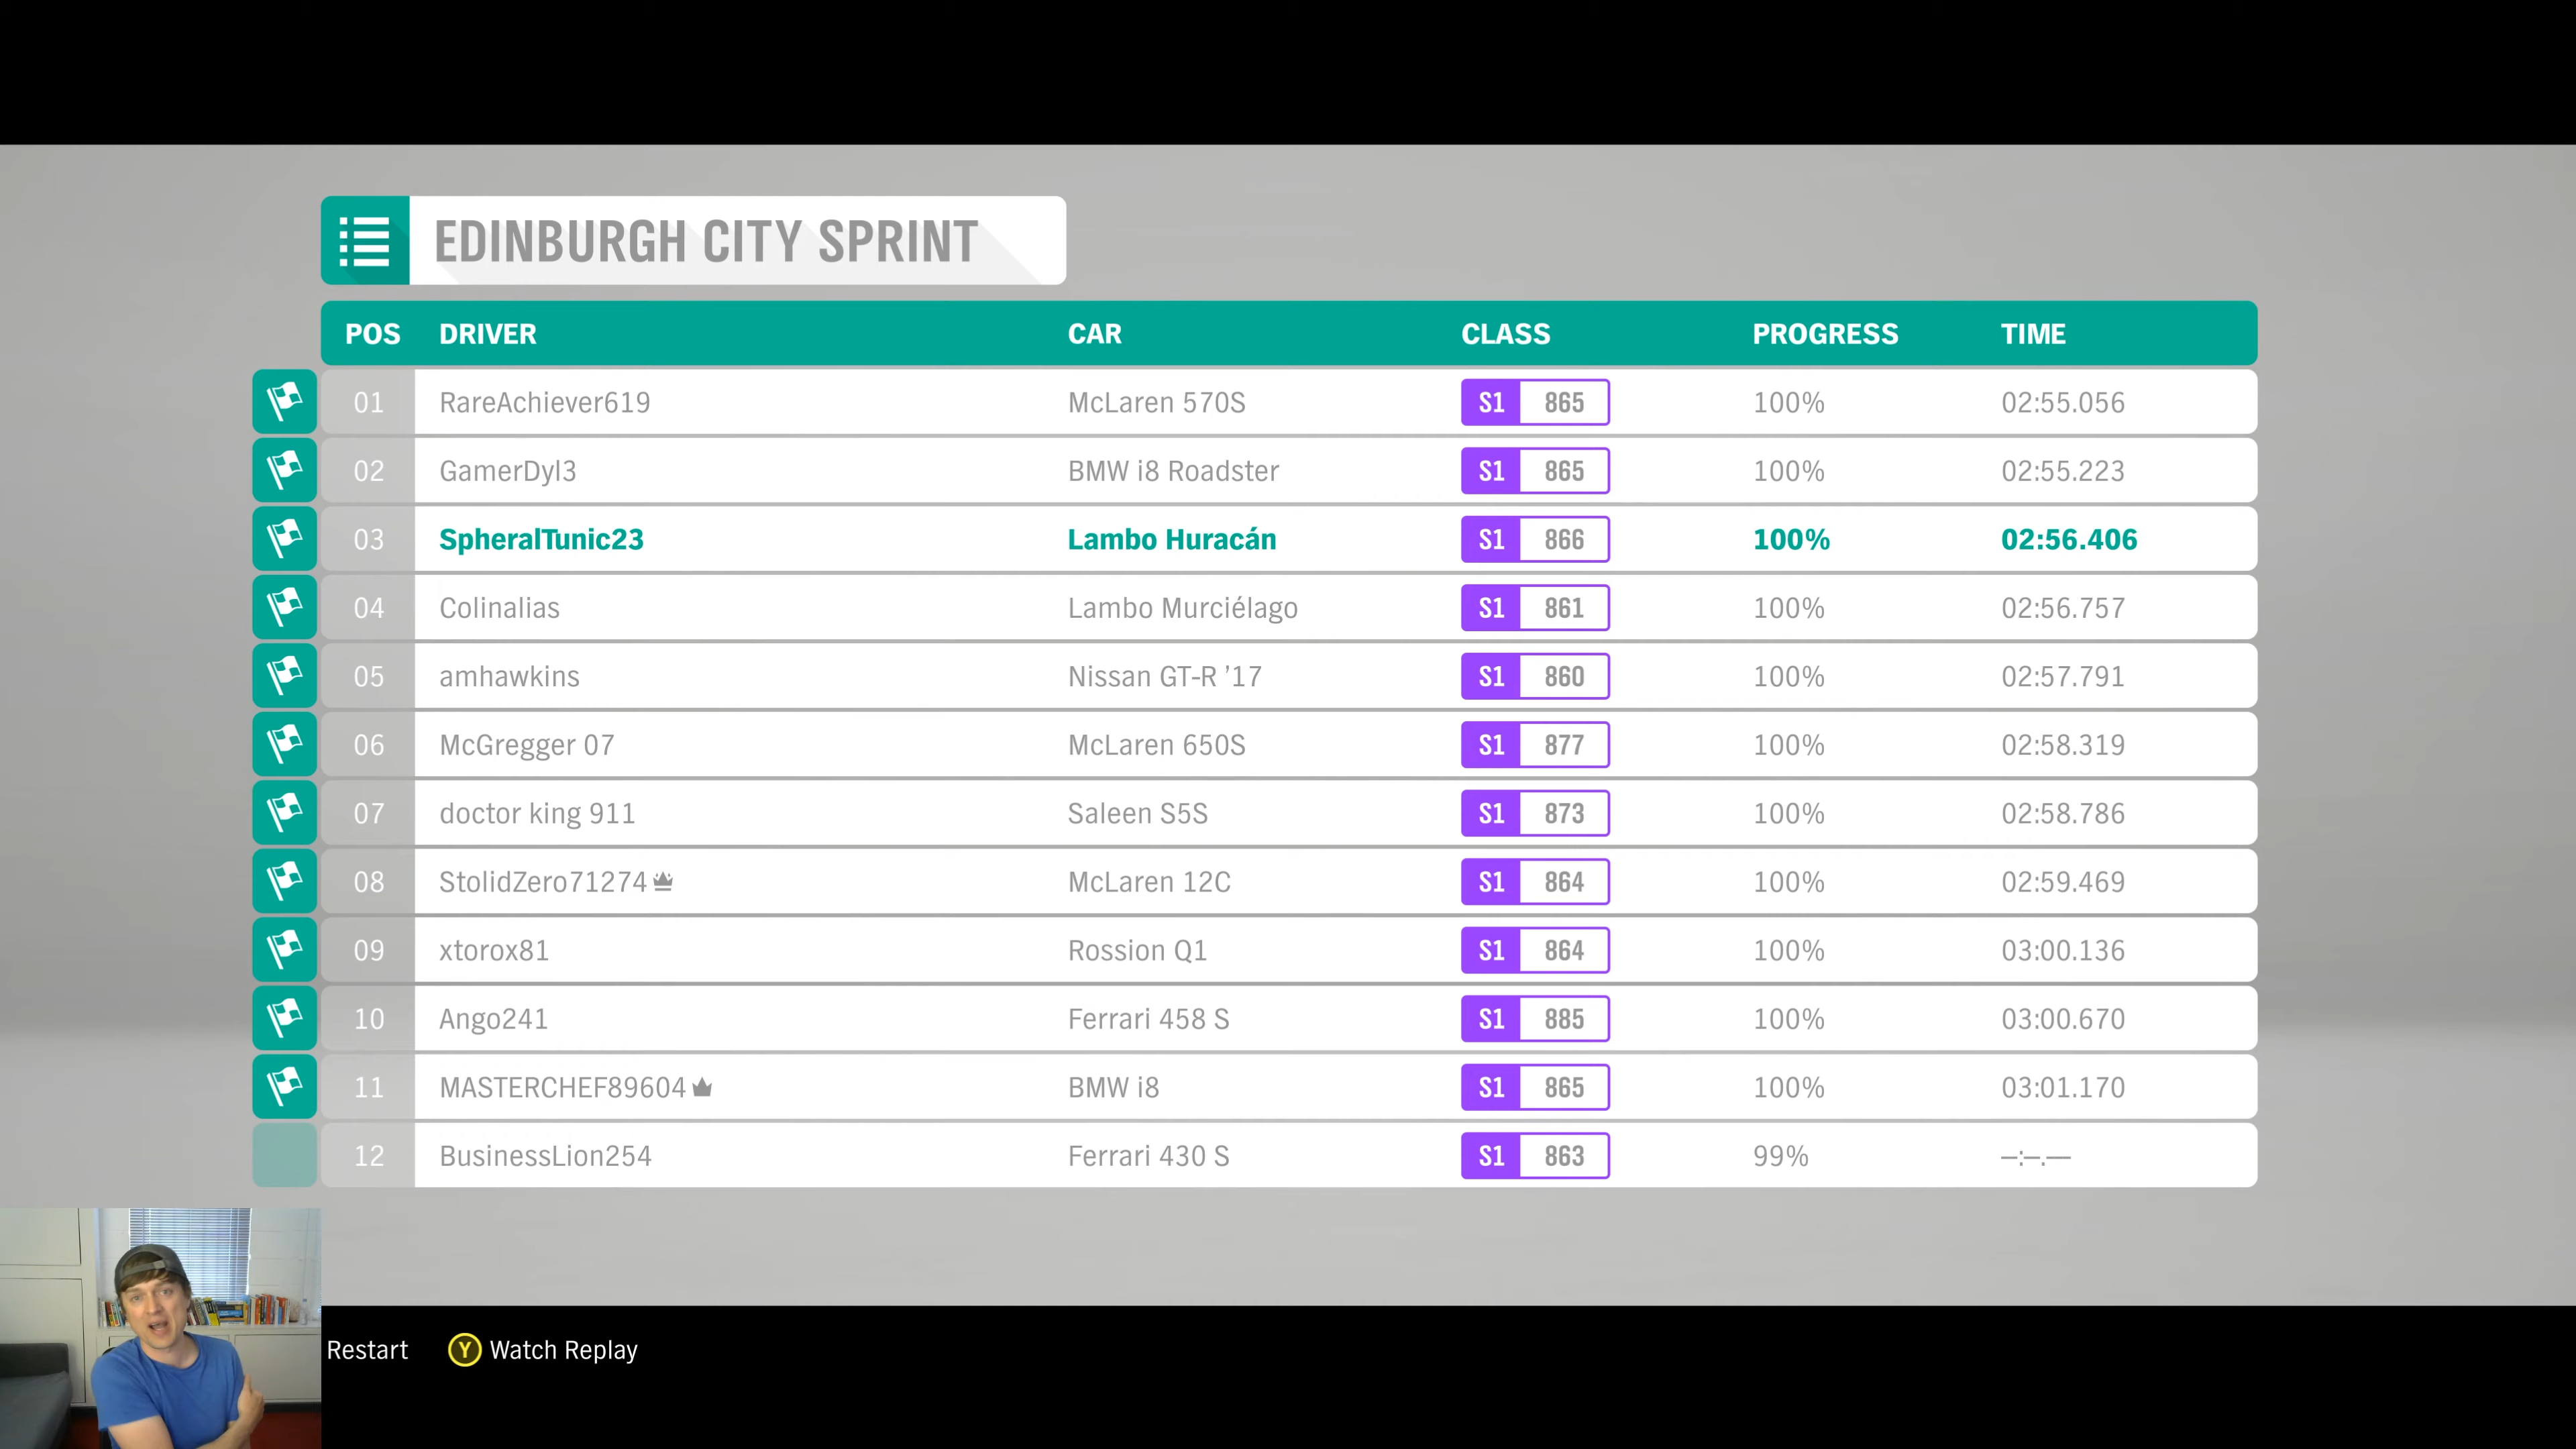 EDINBURGH CITY SPRINT
POS DRIVER CAR CLASS PROGRESS TIME
01 RareAchiever619 McLaren 570S S1 865 100% 02:55.056
02 GamerDyl3 BMW i8 Roadster S1 865 100% 02:55.223
03 SpheralTunic23 Lambo Huracán S1 866 100% 02:56.406
04 Colinalias Lambo Murciélago S1 861 100% 02:56.757
05 amhawkins Nissan GT-R ’17 S1 860 100% 02:57.791
06 McGregger 07 McLaren 650S S1 877 100% 02:58.319
07 doctor king 911 Saleen S5S S1 873 100% 02:58.786
08 StolidZero71274 McLaren 12C S1 864 100% 02:59.469
09 xtorox81 Rossion Q1 S1 864 100% 03:00.136
10 Ango241 Ferrari 458 S S1 885 100% 03:00.670
11 MASTERCHEF89604 BMW i8 S1 865 100% 03:01.170
12 BusinessLion254 Ferrari 430 S S1 863 99% –:–.––
Restart Y Watch Replay